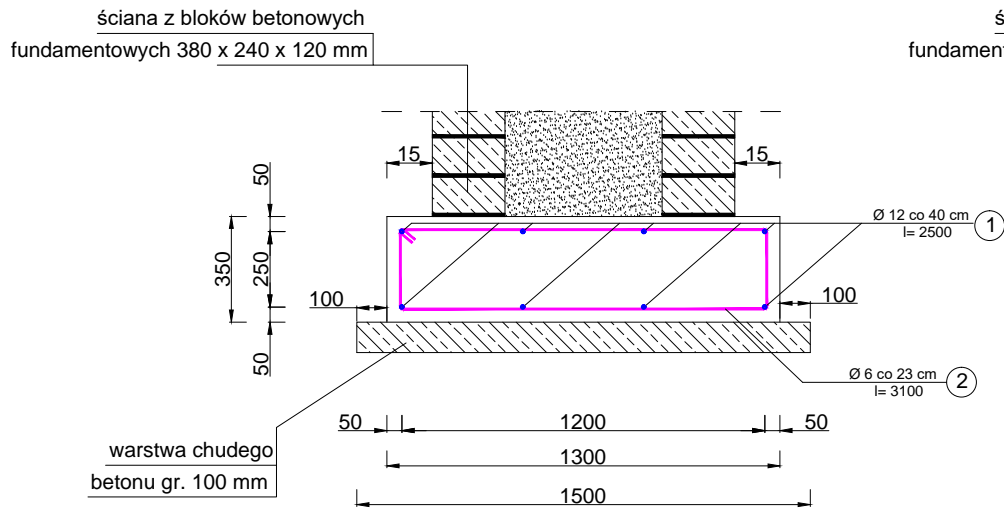 ściana z bloków betonowych
fundamentowych 380 x 240 x 120 mm
ś
fundament
15
15
50
350
250
50
100
100
Ø 12 co 40 cm
l= 2500
1
Ø 6 co 23 cm
l= 3100
2
50
1200
50
1300
1500
warstwa chudego
betonu gr. 100 mm